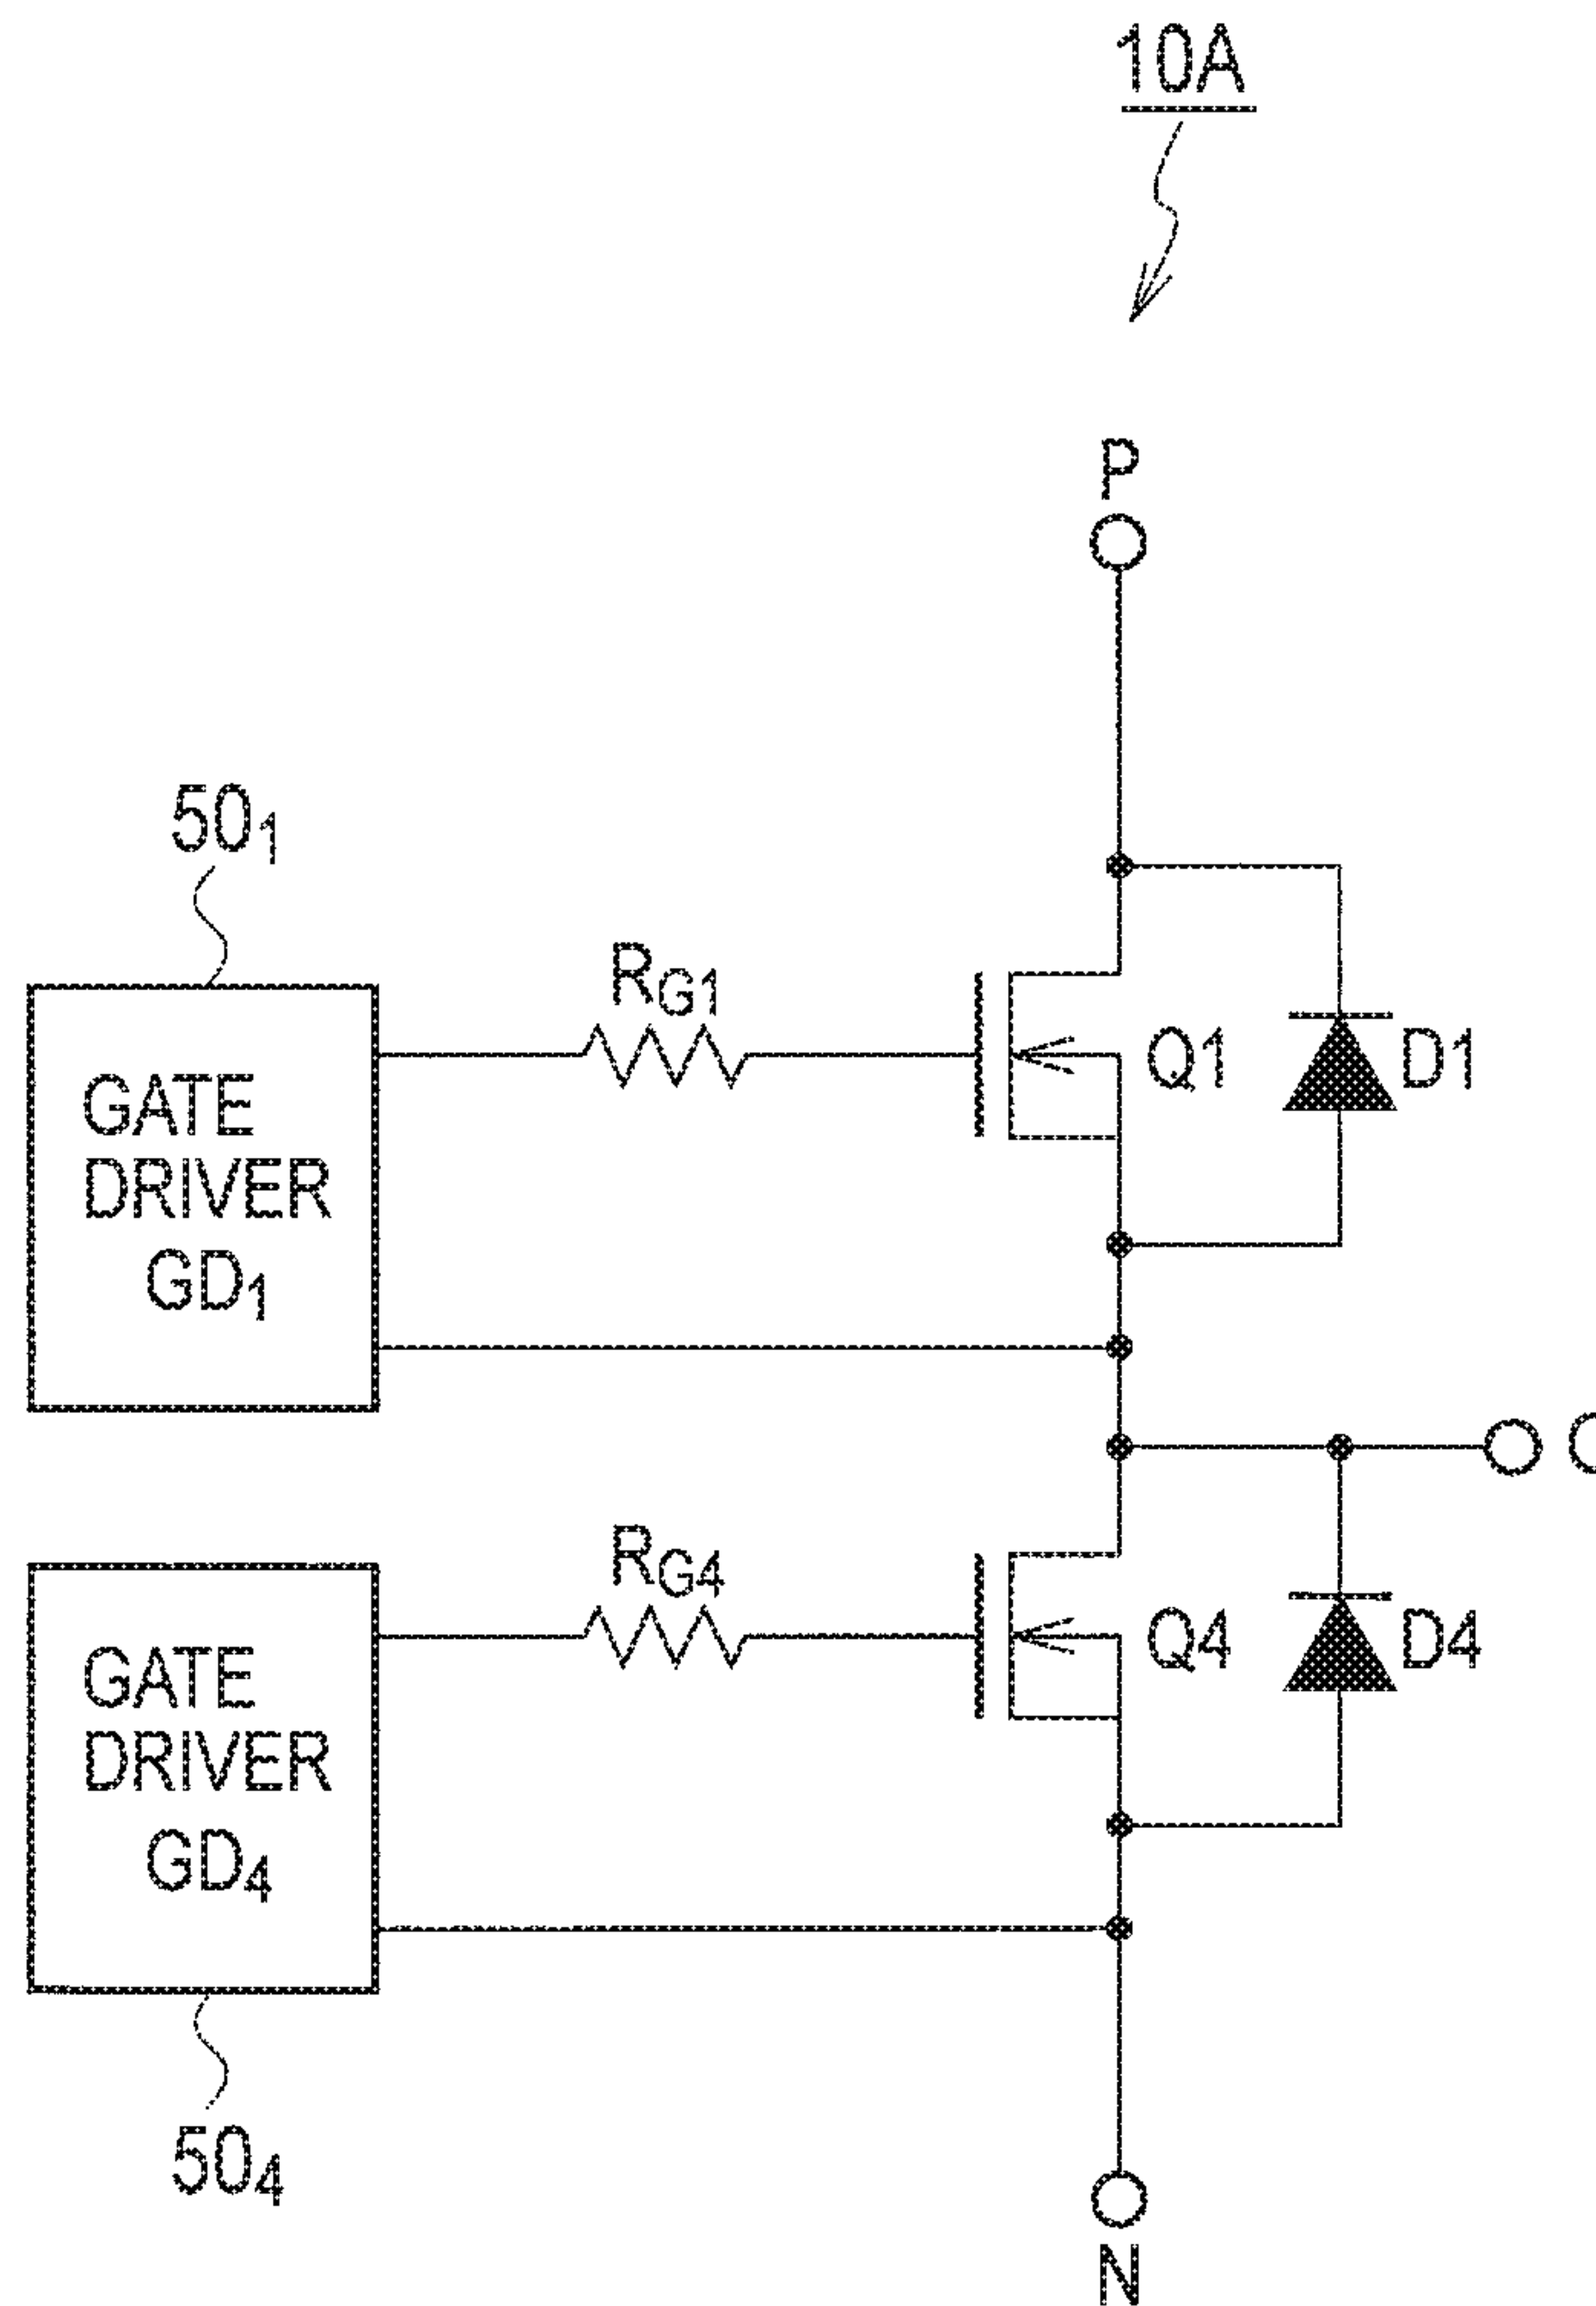 10A
P
50₁
R_G1
GATE
DRIVER
GD₁
Q1
D1
R_G4
GATE
DRIVER
GD₄
Q4
D4
50₄
N